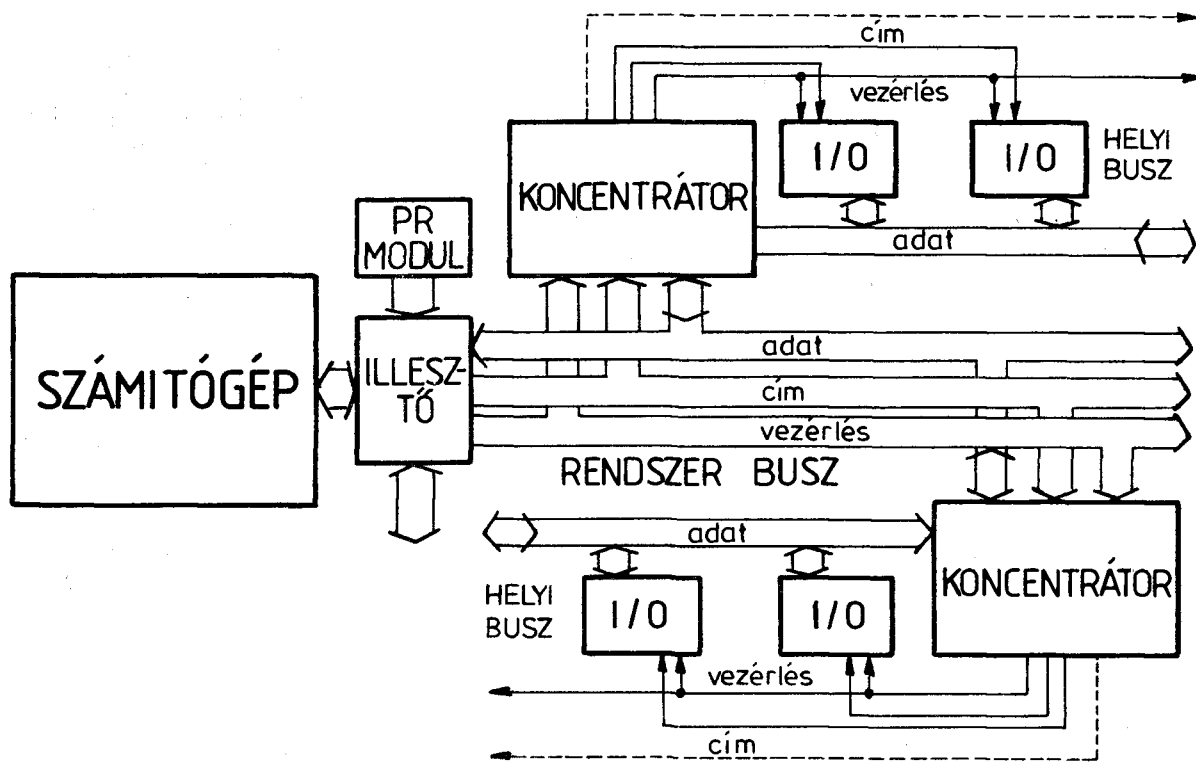 cím
vezérlés
I/O
I/O
HELYI
BUSZ
KONCENTRÁTOR
adat
PR
MODUL
SZÁMITÓGÉP
ILLESZ-
TŐ
adat
cím
vezérlés
RENDSZER BUSZ
adat
KONCENTRÁTOR
HELYI
BUSZ
I/O
I/O
vezérlés
cím